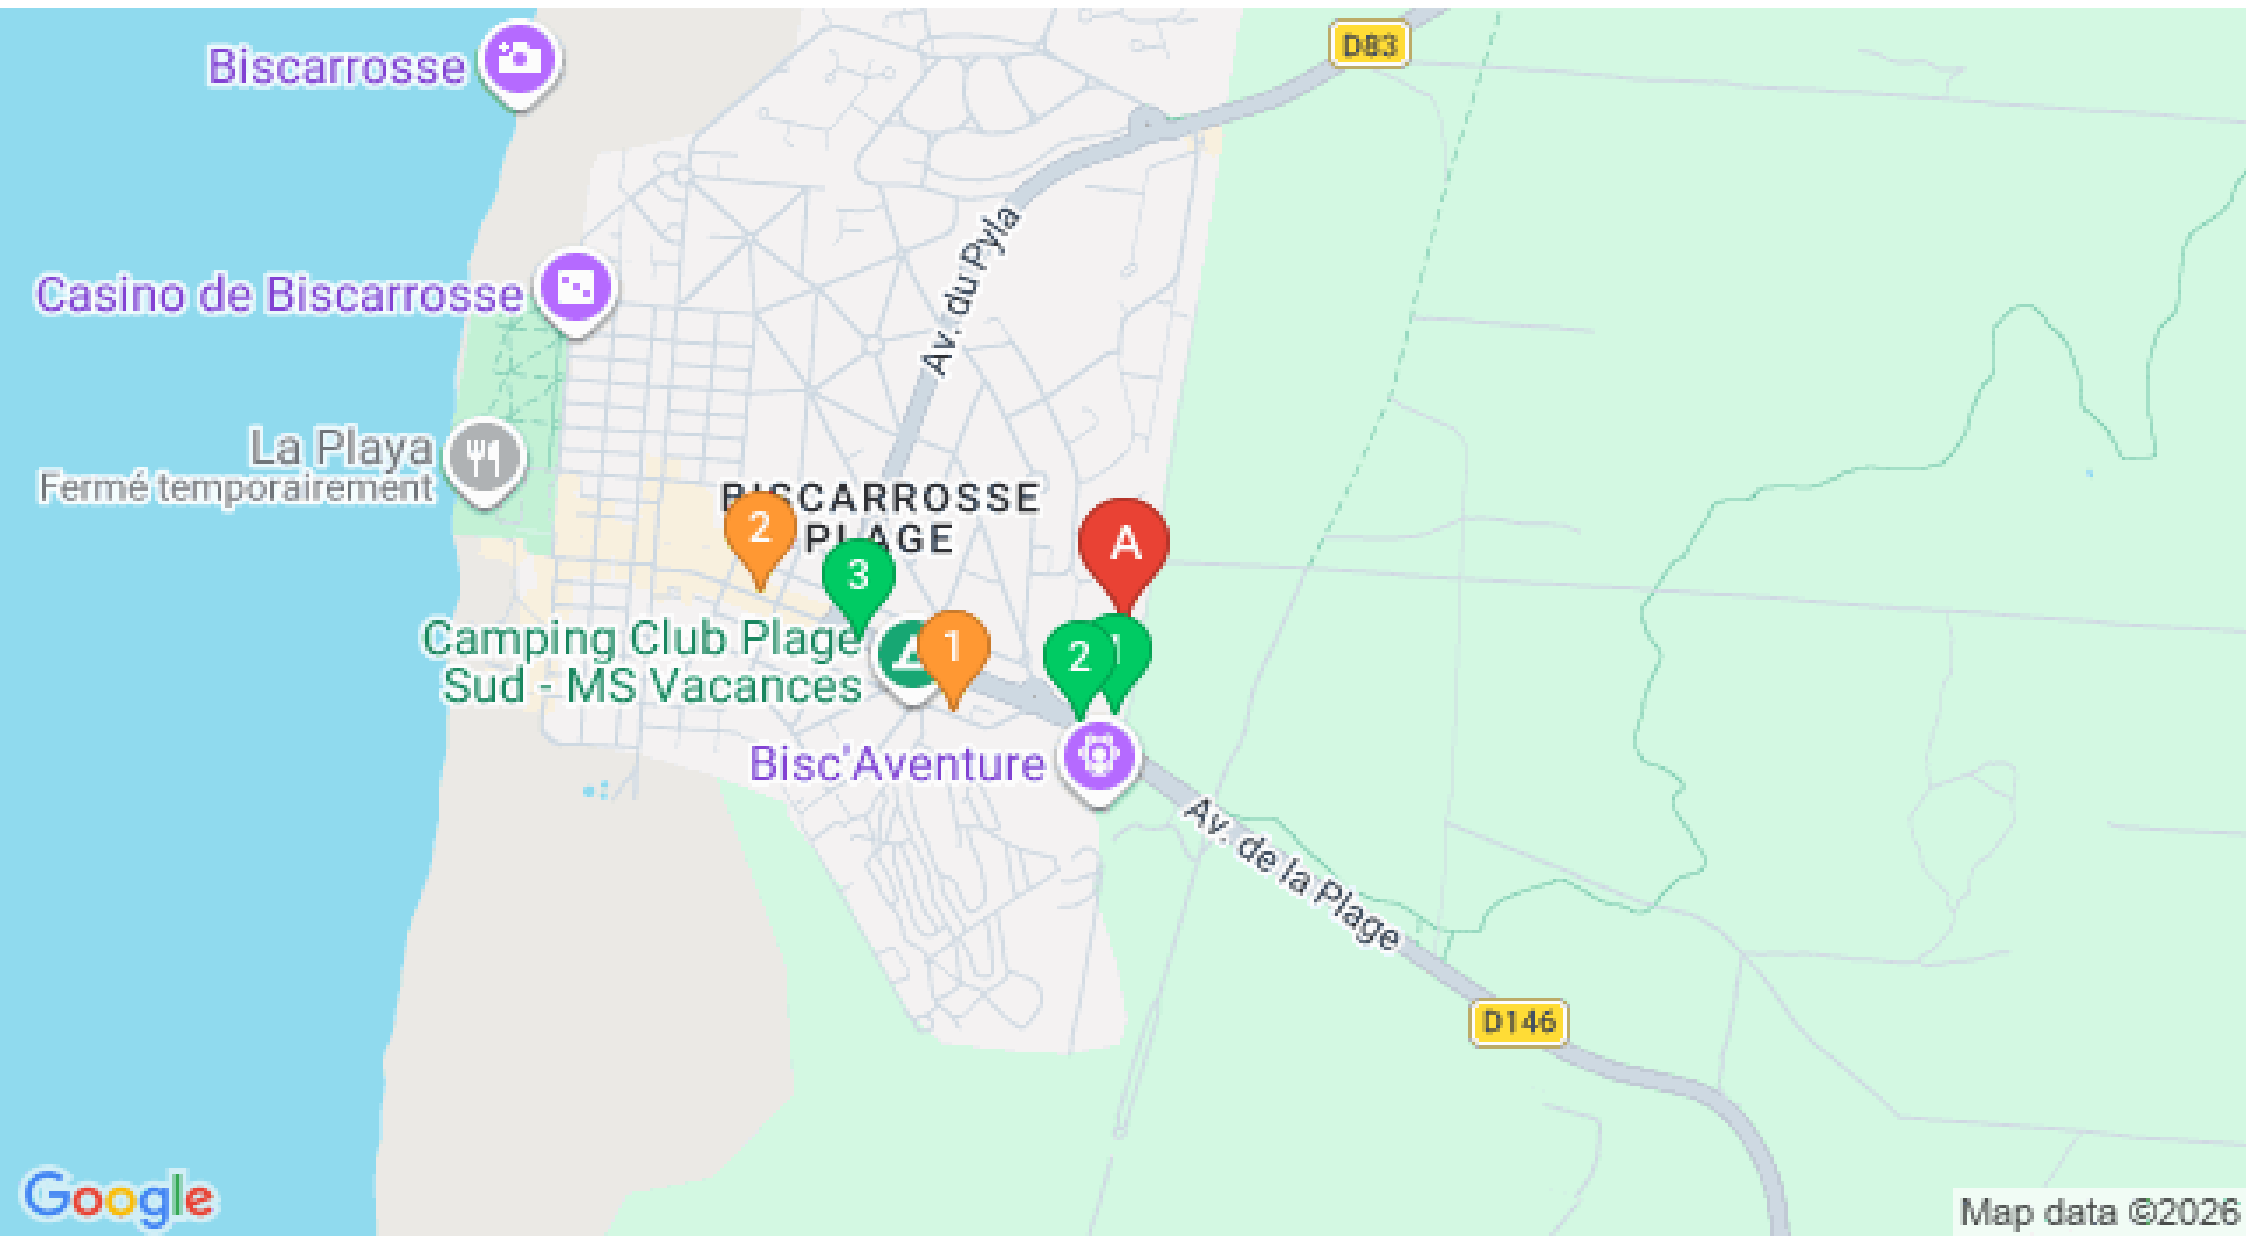 D83
Biscarrosse
Av. du Pyla
Casino de Biscarrosse
La Playa
Fermé temporairement
BISCARROSSE
PLAGE
2
A
3
Camping Club Plage
Sud - MS Vacances
1
2
1
Bisc'Aventure
Av. de la Plage
D146
Google
Map data ©2026